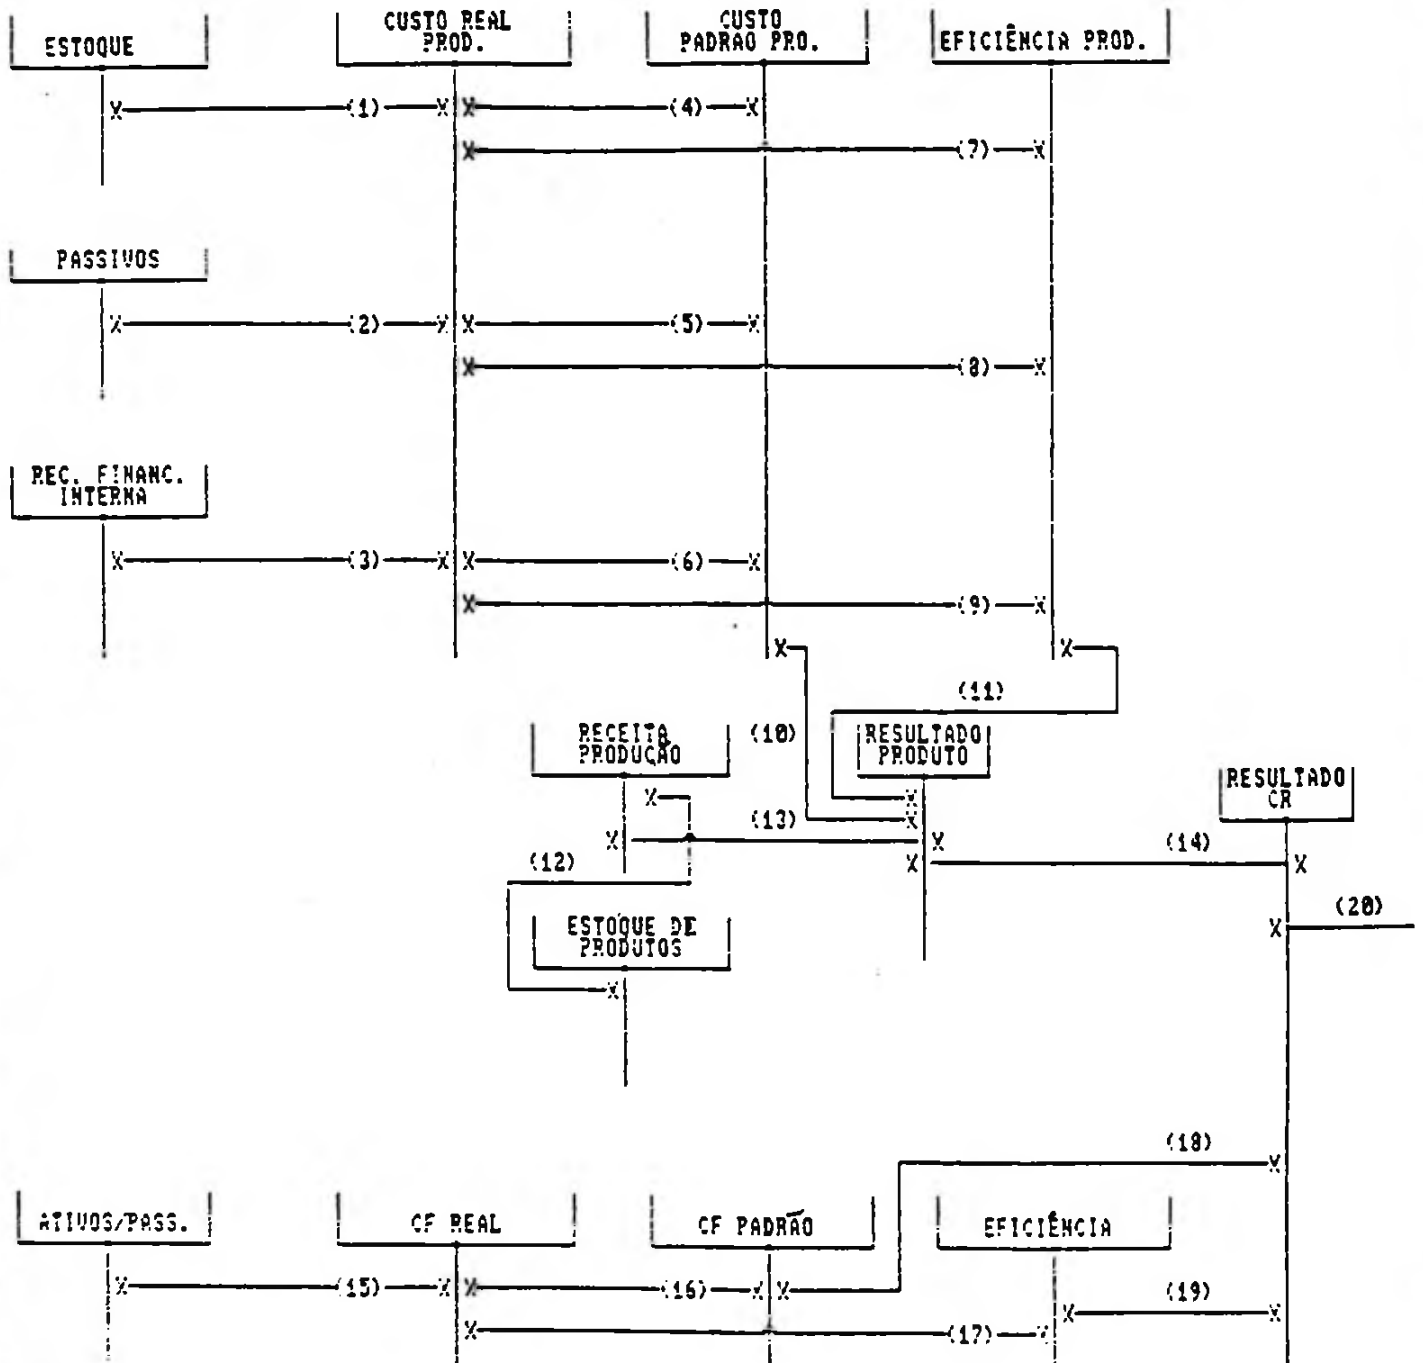 ESTOQUE
CUSTO REAL
PROD.
CUSTO
PADRAO PRO.
EFICIÊNCIA PROD.
X (1) X X (4) X
X (7) X
PASSIVOS
X (2) X X (5) X
X (8) X
REC. FINANC.
INTERNA
X (3) X X (6) X
X (9) X
X X
(11)
RECEITA
PRODUÇÃO
(10)
RESULTADO
PRODUTO
RESULTADO
CR
X X
(13) X
X X
(12) X (14) X
ESTOQUE DE
PRODUTOS
(20)
X
X
(18)
X
ATIVOS/PASS.
CF REAL
CF PADRÃO
EFICIÊNCIA
X (15) X X (16) X X
(19)
X X
X (17) X